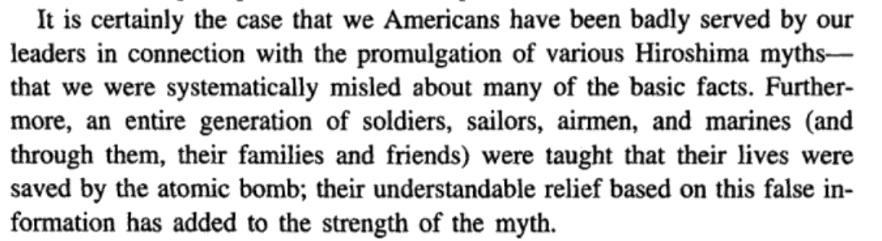 It is certainly the case that we Americans have been badly served by our
leaders in connection with the promulgation of various Hiroshima myths—
that we were systematically misled about many of the basic facts. Further-
more, an entire generation of soldiers, sailors, airmen, and marines (and
through them, their families and friends) were taught that their lives were
saved by the atomic bomb; their understandable relief based on this false in-
formation has added to the strength of the myth.